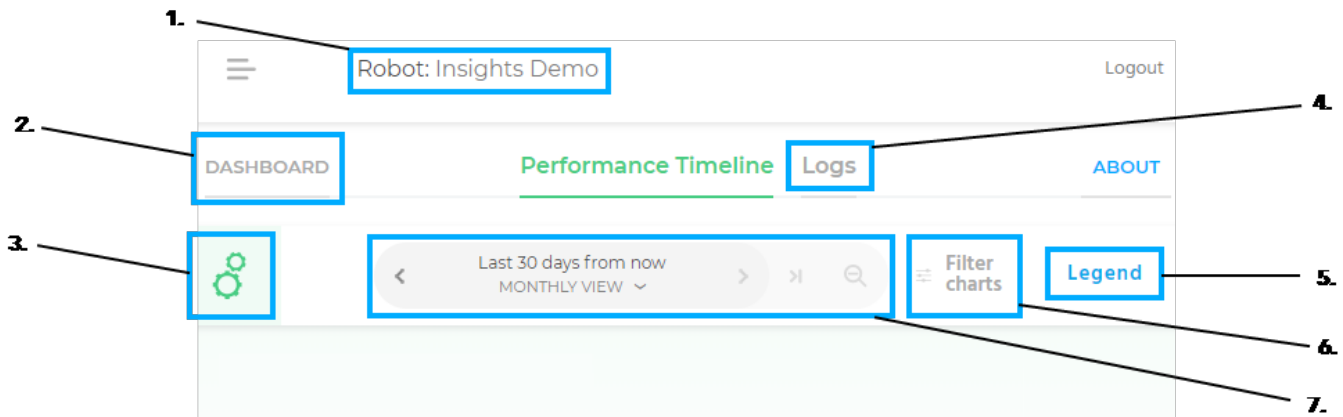 1.
Robot: Insights Demo
Logout
2.
4.
DASHBOARD
Performance Timeline
Logs
ABOUT
3.
Last 30 days from now
MONTHLY VIEW
Filter
charts
Legend
5.
6.
7.